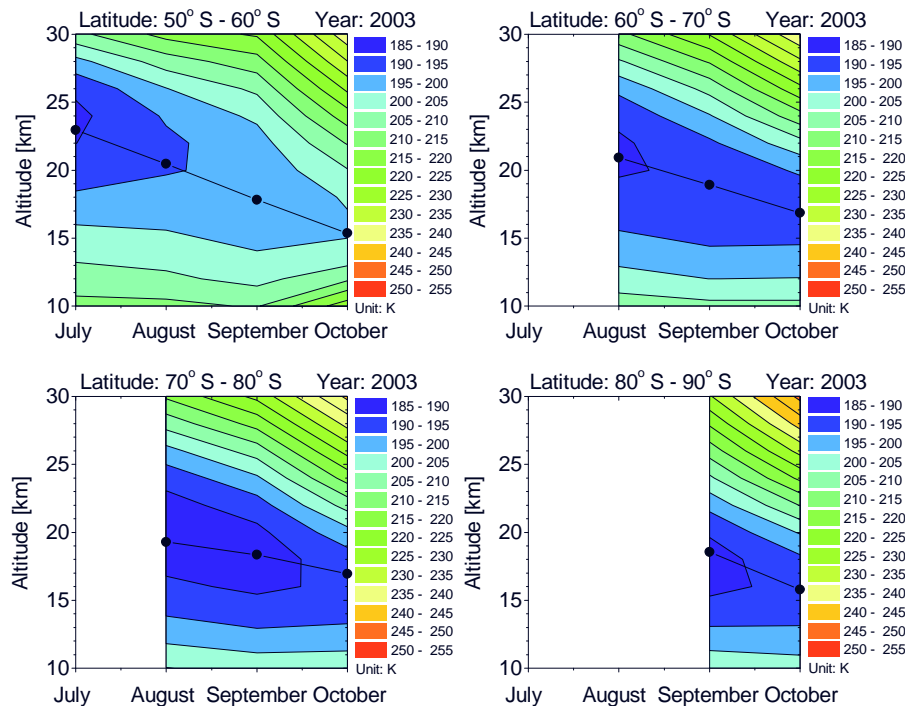 Latitude: 50° S - 60° S Year: 2003
30
25
20
15
10
Altitude [km]
July August September October
185 - 190
190 - 195
195 - 200
200 - 205
205 - 210
210 - 215
215 - 220
220 - 225
225 - 230
230 - 235
235 - 240
240 - 245
245 - 250
250 - 255
Unit: K
Latitude: 60° S - 70° S Year: 2003
30
25
20
15
10
Altitude [km]
July August September October
185 - 190
190 - 195
195 - 200
200 - 205
205 - 210
210 - 215
215 - 220
220 - 225
225 - 230
230 - 235
235 - 240
240 - 245
245 - 250
250 - 255
Unit: K
Latitude: 70° S - 80° S Year: 2003
30
25
20
15
10
Altitude [km]
July August September October
185 - 190
190 - 195
195 - 200
200 - 205
205 - 210
210 - 215
215 - 220
220 - 225
225 - 230
230 - 235
235 - 240
240 - 245
245 - 250
250 - 255
Unit: K
Latitude: 80° S - 90° S Year: 2003
30
25
20
15
10
Altitude [km]
July August September October
185 - 190
190 - 195
195 - 200
200 - 205
205 - 210
210 - 215
215 - 220
220 - 225
225 - 230
230 - 235
235 - 240
240 - 245
245 - 250
250 - 255
Unit: K